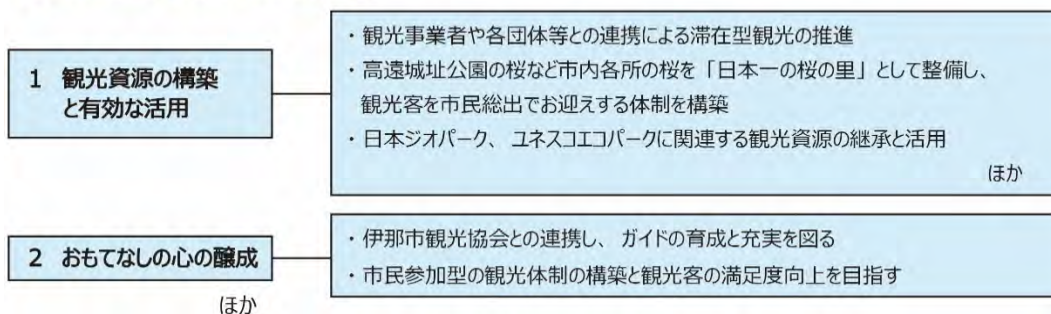 1 観光資源の構築
と有効な活用
・観光事業者や各団体等との連携による滞在型観光の推進
・高遠城址公園の桜など市内各所の桜を「日本一の桜の里」として整備し、
観光客を市民総出でお迎えする体制を構築
・日本ジオパーク、ユネスコエコパークに関連する観光資源の継承と活用
ほか
2 おもてなしの心の醸成
・伊那市観光協会との連携し、ガイドの育成と充実を図る
・市民参加型の観光体制の構築と観光客の満足度向上を目指す
ほか